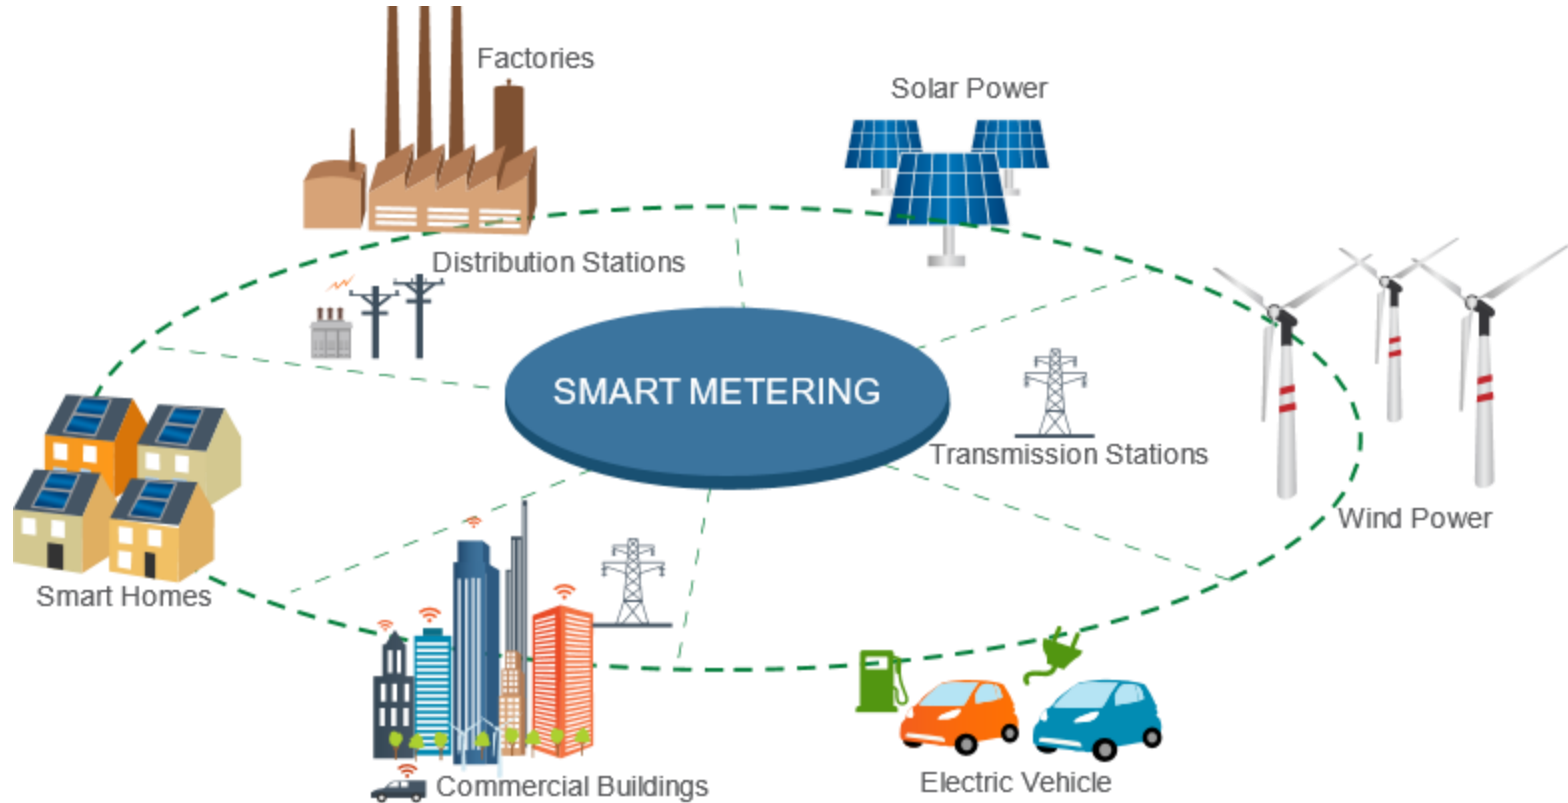 Factories
Solar Power
Distribution Stations
SMART METERING
Transmission Stations
Wind Power
Smart Homes
Commercial Buildings
Electric Vehicle